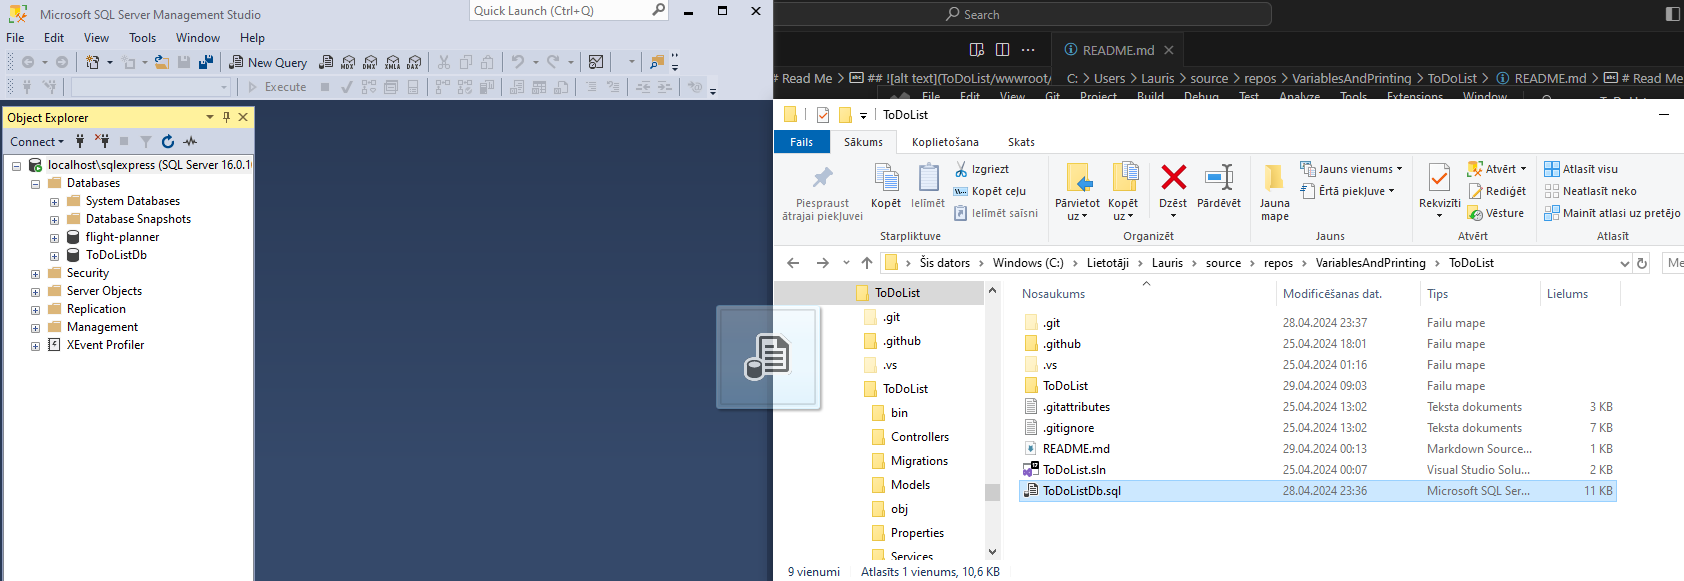 Microsoft SQL Server Management Studio
Quick Launch (Ctrl+Q)
File Edit View Tools Window Help
New Query MDX DMX XMLA DAX
Execute
Object Explorer
Connect
localhost\sqlexpress (SQL Server 16.0.1
Databases
System Databases
Database Snapshots
flight-planner
ToDoListDb
Security
Server Objects
Replication
Management
XEvent Profiler
Search
README.md
# Read Me > ## ![alt text](ToDoList/wwwroot/ C: > Users > Lauris > source > repos > VariablesAndPrinting > ToDoList > README.md > # Read Me
File Edit View Git Project Build Debug Test Analyze Tools Extensions Window
ToDoList
Fails Sākums Koplietošana Skats
Piespraust ātrajai piekļuvei
Kopēt
Ielīmēt
Izgriezt
Kopēt ceļu
Ielīmēt saīsni
Starpliktuve
Pārvietot uz
Kopēt uz
Dzēst
Pārdēvēt
Organizēt
Jauna mape
Jauns vienums
Ērtā piekļuve
Jauns
Rekvizīti
Atvērt
Rediģēt
Vēsture
Atvērt
Atlasīt visu
Neatlasīt neko
Mainīt atlasi uz pretējo
Atlasīt
Šis dators > Windows (C:) > Lietotāji > Lauris > source > repos > VariablesAndPrinting > ToDoList
Me
ToDoList
.git
.github
.vs
ToDoList
bin
Controllers
Migrations
Models
obj
Properties
Services
Nosaukums Modificēšanas dat. Tips Lielums
.git 28.04.2024 23:37 Failu mape
.github 25.04.2024 18:01 Failu mape
.vs 25.04.2024 01:16 Failu mape
ToDoList 29.04.2024 09:03 Failu mape
.gitattributes 25.04.2024 13:02 Teksta dokuments 3 KB
.gitignore 25.04.2024 13:02 Teksta dokuments 7 KB
README.md 29.04.2024 00:13 Markdown Source... 1 KB
ToDoList.sln 25.04.2024 00:07 Visual Studio Solu... 2 KB
ToDoListDb.sql 28.04.2024 23:36 Microsoft SQL Ser... 11 KB
9 vienumi Atlasīts 1 vienums, 10,6 KB